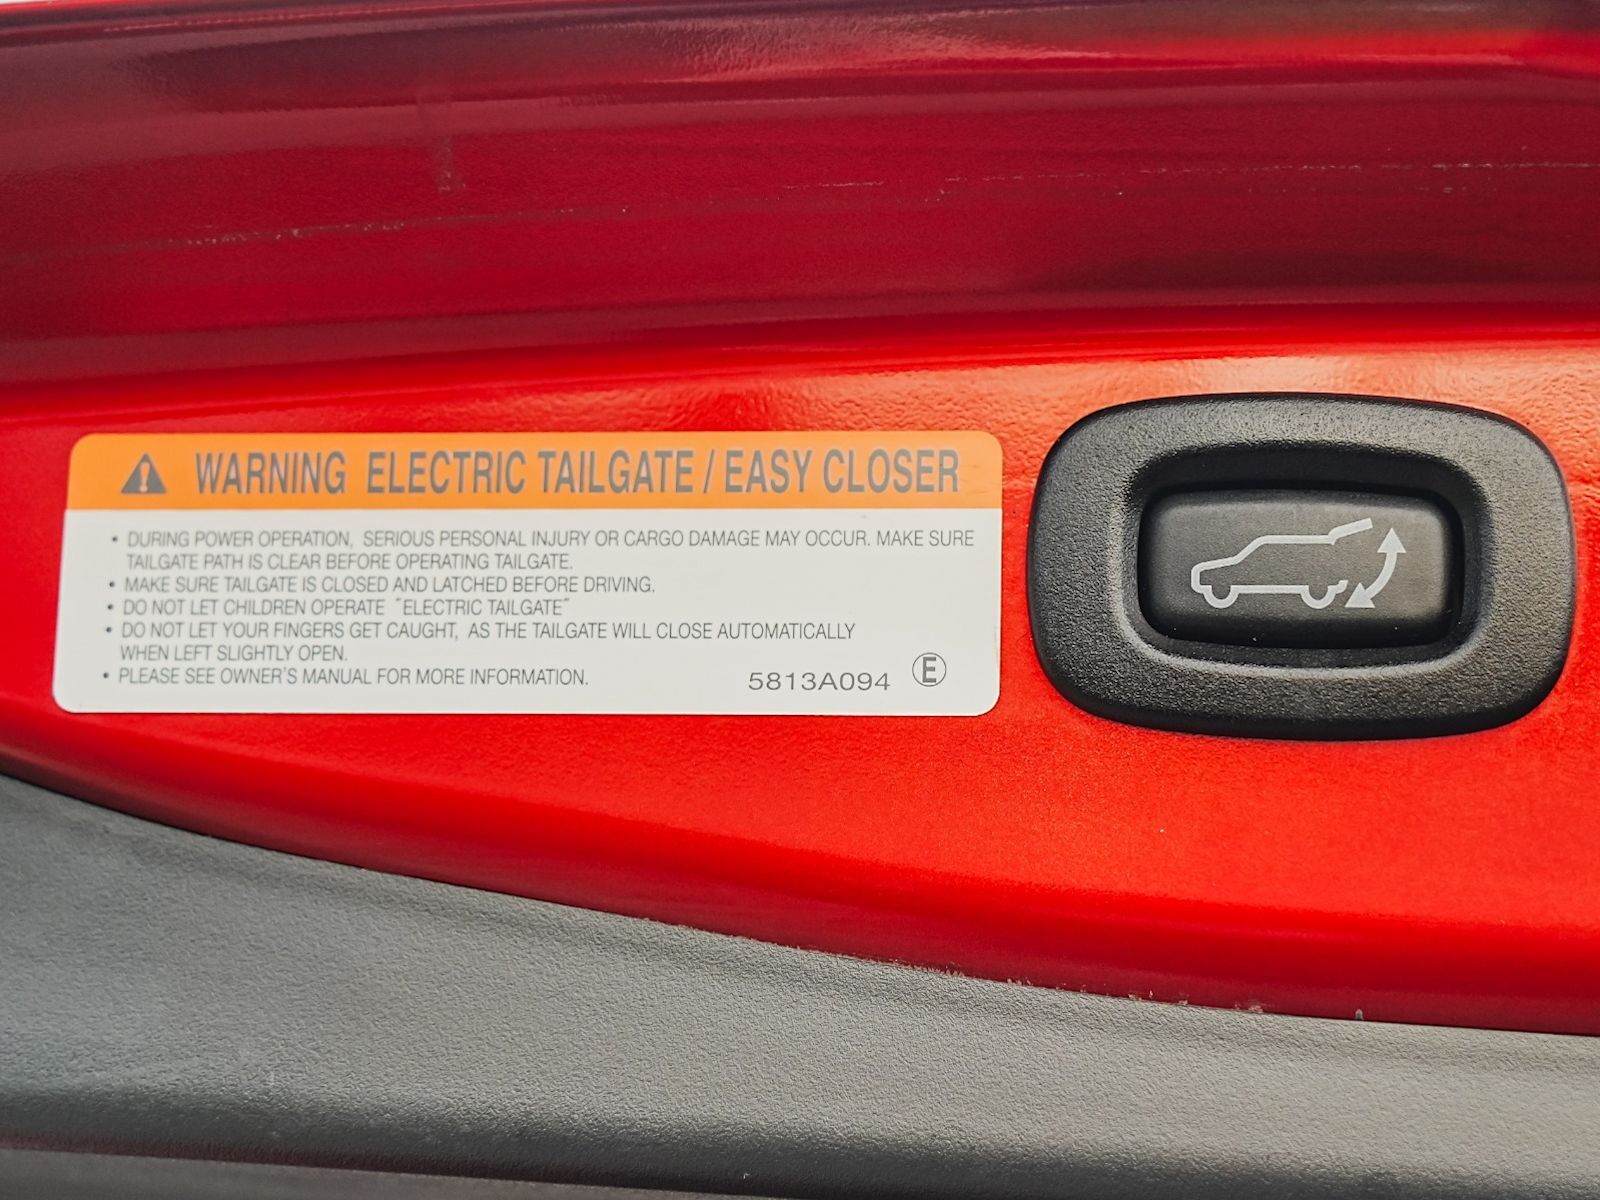 WARNING ELECTRIC TAILGATE / EASY CLOSER
• DURING POWER OPERATION, SERIOUS PERSONAL INJURY OR CARGO DAMAGE MAY OCCUR. MAKE SURE
TAILGATE PATH IS CLEAR BEFORE OPERATING TAILGATE.
• MAKE SURE TAILGATE IS CLOSED AND LATCHED BEFORE DRIVING.
• DO NOT LET CHILDREN OPERATE "ELECTRIC TAILGATE"
• DO NOT LET YOUR FINGERS GET CAUGHT, AS THE TAILGATE WILL CLOSE AUTOMATICALLY
WHEN LEFT SLIGHTLY OPEN.
• PLEASE SEE OWNER'S MANUAL FOR MORE INFORMATION.
5813A094 Ⓔ